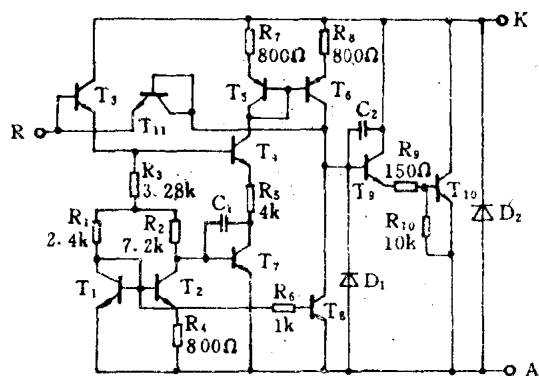 R₇
800Ω
R₈
800Ω
K
T₃
T₅
T₆
T₁₁
R
C₂
T₄
R₃
3.28k
T₉
R₉
150Ω
T₁₀
D₂
R₅
4k
R₁
2.4k
R₂
7.2k
C₁
R₁₀
10k
T₇
D₁
T₁
T₂
R₆
1k
T₈
R₄
800Ω
A